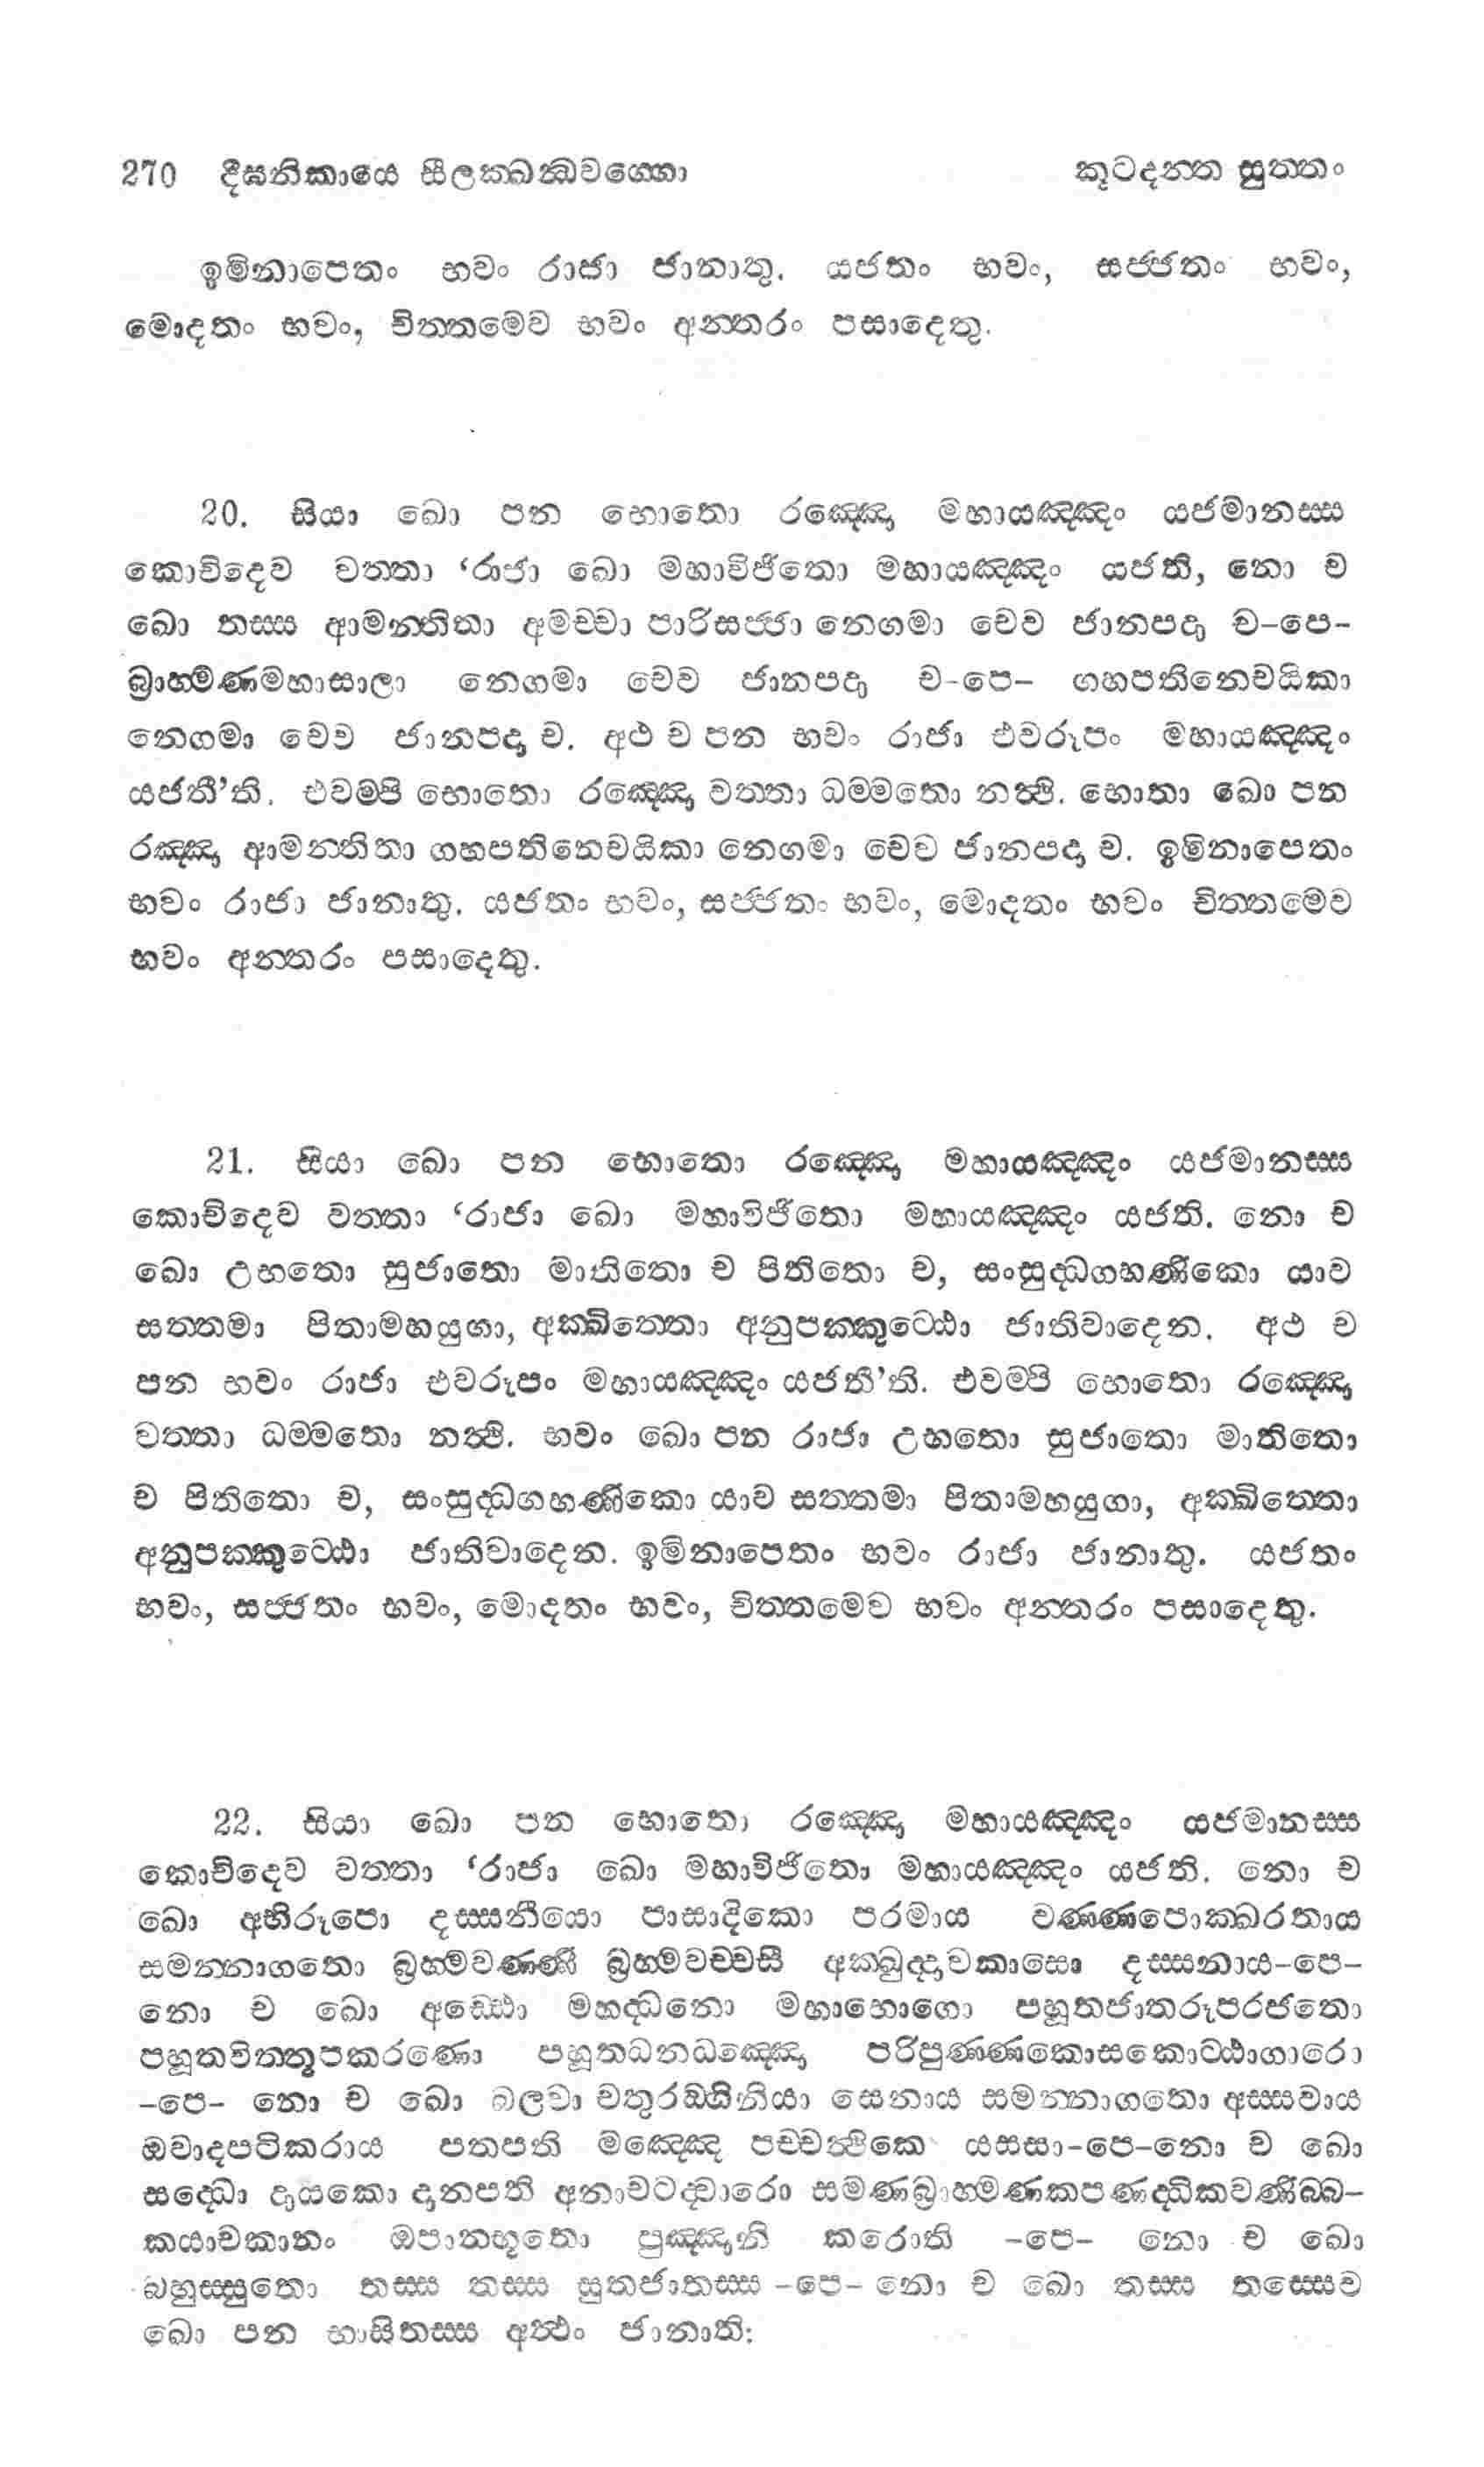 270 දීඝනිකායෙ සීලක්ඛන්ධවග්ගො කූටදන්ත සුත්තං
ඉමිනාපෙතං භවං රාජා ජානාතු. යජතං භවං, සජ්ජතං භවං,
මොදතං භවං, චිත්තමෙව භවං අන්තරං පසාදෙතු.
20. සියා ඛො පන භොතො රඤ්ඤො මහායඤ්ඤං යජමානස්ස
කොචිදෙව වත්තා ‘රාජා ඛො මහාවිජිතො මහායඤ්ඤං යජති, නො ච
ඛො තස්ස ආමන්තිතා අමච්චා පාරිසජ්ජා නෙගමා චෙව ජානපදා ච-පෙ-
බ්‍රාහ්මණමහාසාලා නෙගමා චෙව ජානපදා ච-පෙ- ගහපතිනෙචයිකා
නෙගමා චෙව ජානපදා ච. අථ ච පන භවං රාජා එවරූපං මහායඤ්ඤං
යජතී’ති. එවම්පි භොතො රඤ්ඤො වත්තා ධම්මතො නත්ථි. භොතා ඛො පන
රඤ්ඤා ආමන්තිතා ගහපතිනෙචයිකා නෙගමා චෙව ජානපදා ච. ඉමිනාපෙතං
භවං රාජා ජානාතු. යජතං භවං, සජ්ජතං භවං, මොදතං භවං චිත්තමෙව
භවං අන්තරං පසාදෙතු.
21. සියා ඛො පන භොතො රඤ්ඤො මහායඤ්ඤං යජමානස්ස
කොචිදෙව වත්තා ‘රාජා ඛො මහාවිජිතො මහායඤ්ඤං යජති. නො ච
ඛො උභතො සුජාතො මාතිතො ච පිතිතො ච, සංසුද්ධගහණිකො යාව
සත්තමා පිතාමහයුගා, අක්ඛිත්තො අනුපක්කුට්ඨො ජාතිවාදෙන. අථ ච
පන භවං රාජා එවරූපං මහායඤ්ඤං යජතී’ති. එවම්පි භොතො රඤ්ඤො
වත්තා ධම්මතො නත්ථි. භවං ඛො පන රාජා උභතො සුජාතො මාතිතො
ච පිතිතො ච, සංසුද්ධගහණිකො යාව සත්තමා පිතාමහයුගා, අක්ඛිත්තො
අනුපක්කුට්ඨො ජාතිවාදෙන. ඉමිනාපෙතං භවං රාජා ජානාතු. යජතං
භවං, සජ්ජතං භවං, මොදතං භවං, චිත්තමෙව භවං අන්තරං පසාදෙතු.
22. සියා ඛො පන භොතො රඤ්ඤො මහායඤ්ඤං යජමානස්ස
කොචිදෙව වත්තා ‘රාජා ඛො මහාවිජිතො මහායඤ්ඤං යජති. නො ච
ඛො අභිරූපො දස්සනීයො පාසාදිකො පරමාය වණ්ණපොක්ඛරතාය
සමන්නාගතො බ්‍රහ්මවණ්ණී බ්‍රහ්මවච්චසී අක්ඛුද්දාවකාසො දස්සනාය-පෙ-
නො ච ඛො අඩ්ඪො මහද්ධනො මහාභොගො පහූතජාතරූපරජතො
පහූතවිත්තූපකරණො පහූතධනධඤ්ඤො පරිපුණ්ණකොසකොට්ඨාගාරො
-පෙ- නො ච ඛො බලවා චතුරඞ්ගිනියා සෙනාය සමන්නාගතො අස්සවාය
ඔවාදපටිකරාය පතපති මඤ්ඤෙ පච්චත්ථිකෙ යසසා-පෙ-නො ච ඛො
සද්ධො දායකො දානපති අනාවටද්වාරො සමණබ්‍රාහ්මණකපණද්ධිකවණිබ්බ-
කයාචකානං ඔපානභූතො පුඤ්ඤානි කරොති -පෙ- නො ච ඛො
බහුස්සුතො තස්ස තස්ස සුතජාතස්ස -පෙ- නො ච ඛො තස්ස තස්සෙව
ඛො පන භාසිතස්ස අත්ථං ජානාති: